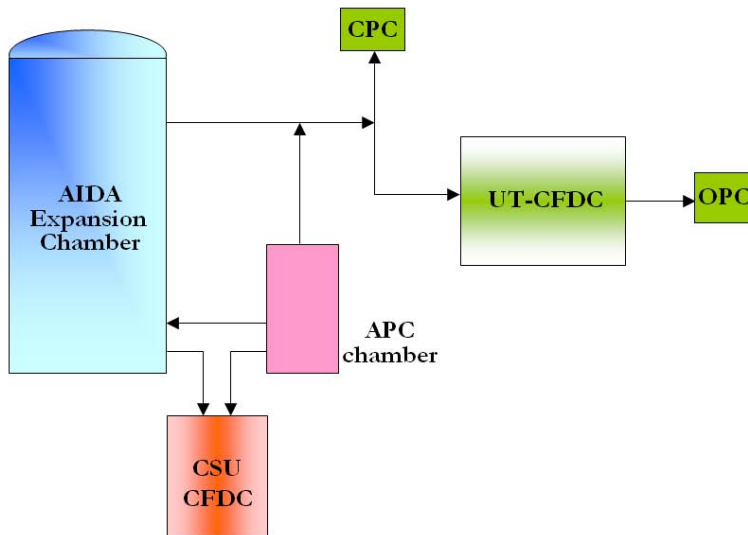 CPC
AIDA
Expansion
Chamber
UT-CFDC
OPC
APC
chamber
CSU
CFDC